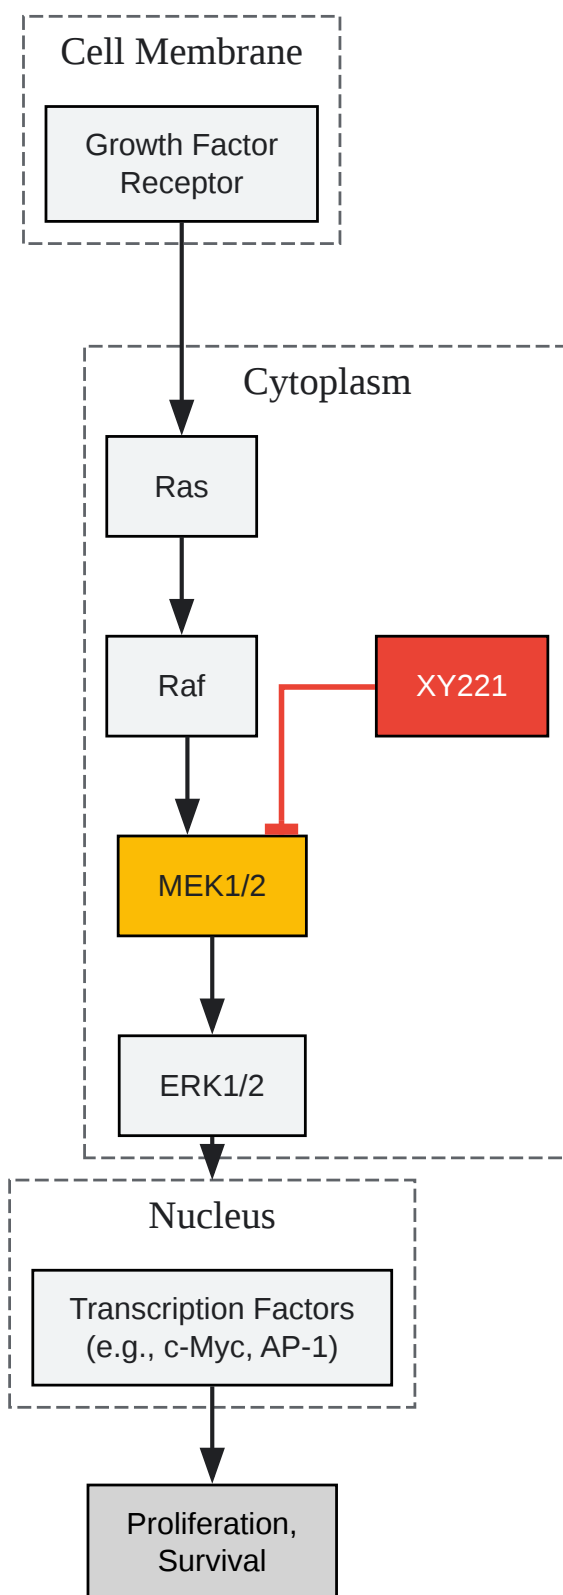 Cell Membrane
Growth Factor
Receptor
Cytoplasm
Ras
Raf
XY221
MEK1/2
ERK1/2
Nucleus
Transcription Factors
(e.g., c-Myc, AP-1)
Proliferation,
Survival